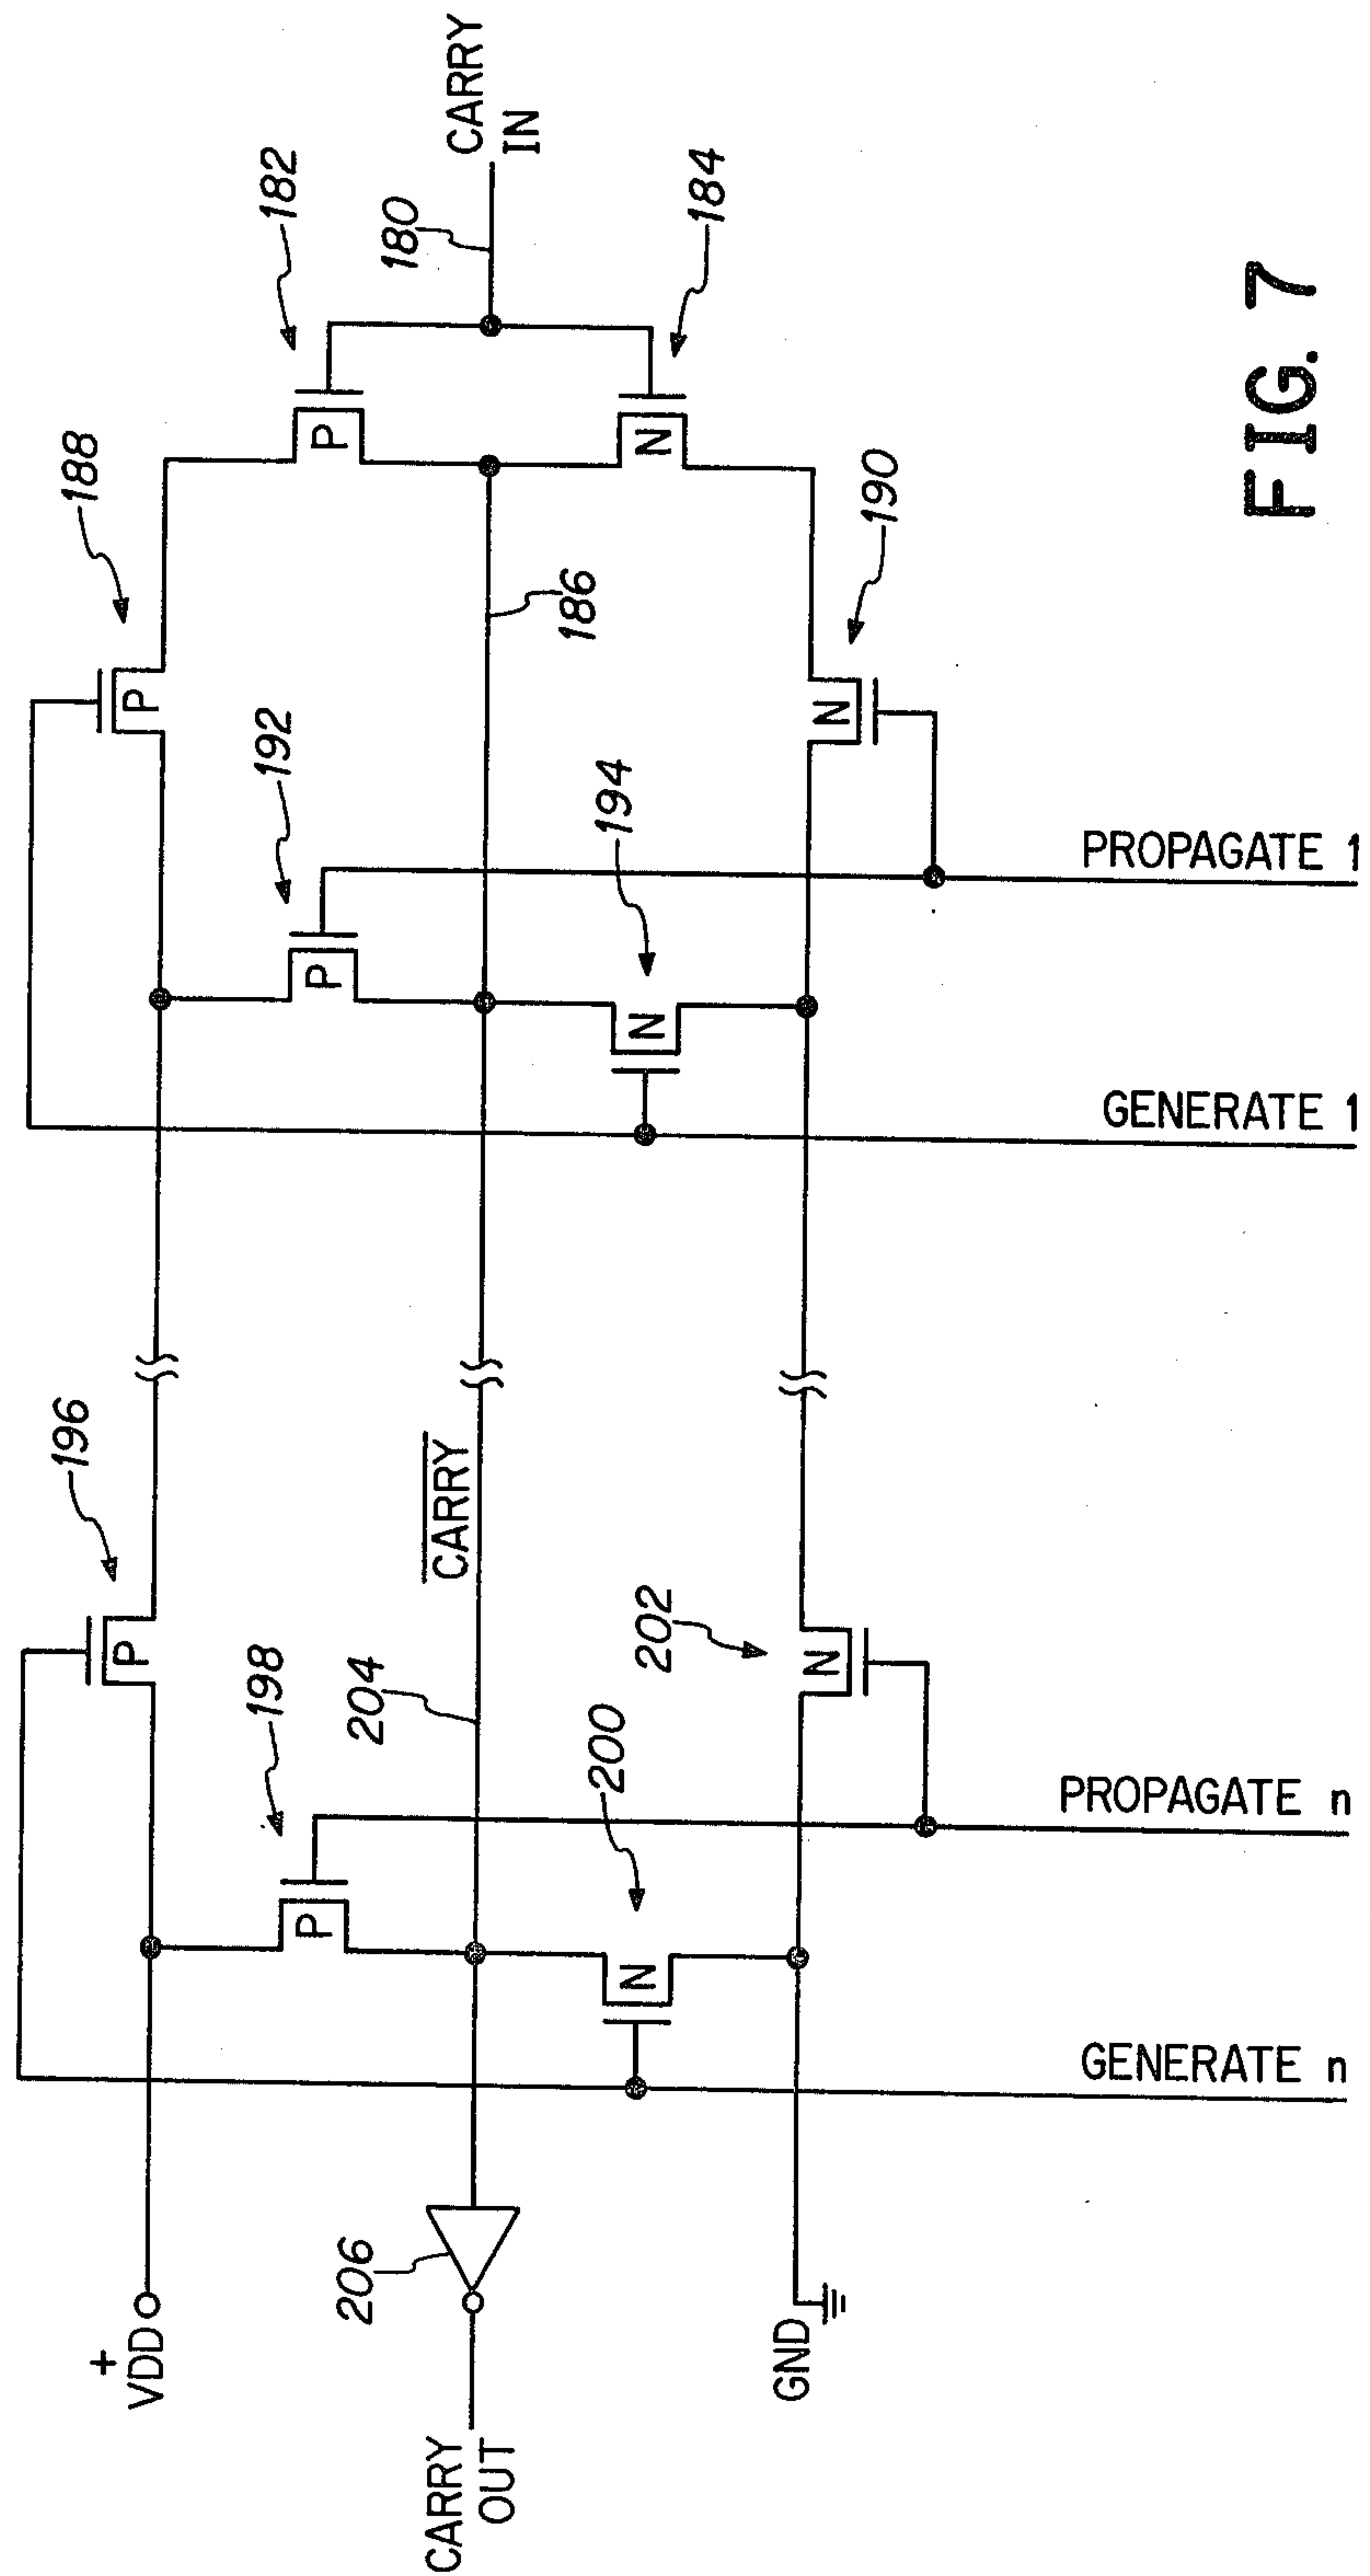 +
VDD
CARRY
OUT
206
GND
196
198
204
200
202
CARRY
188
192
194
186
190
182
180
184
CARRY
IN
P
P
N
N
P
P
N
N
P
N
GENERATE n
PROPAGATE n
GENERATE 1
PROPAGATE 1
FIG. 7